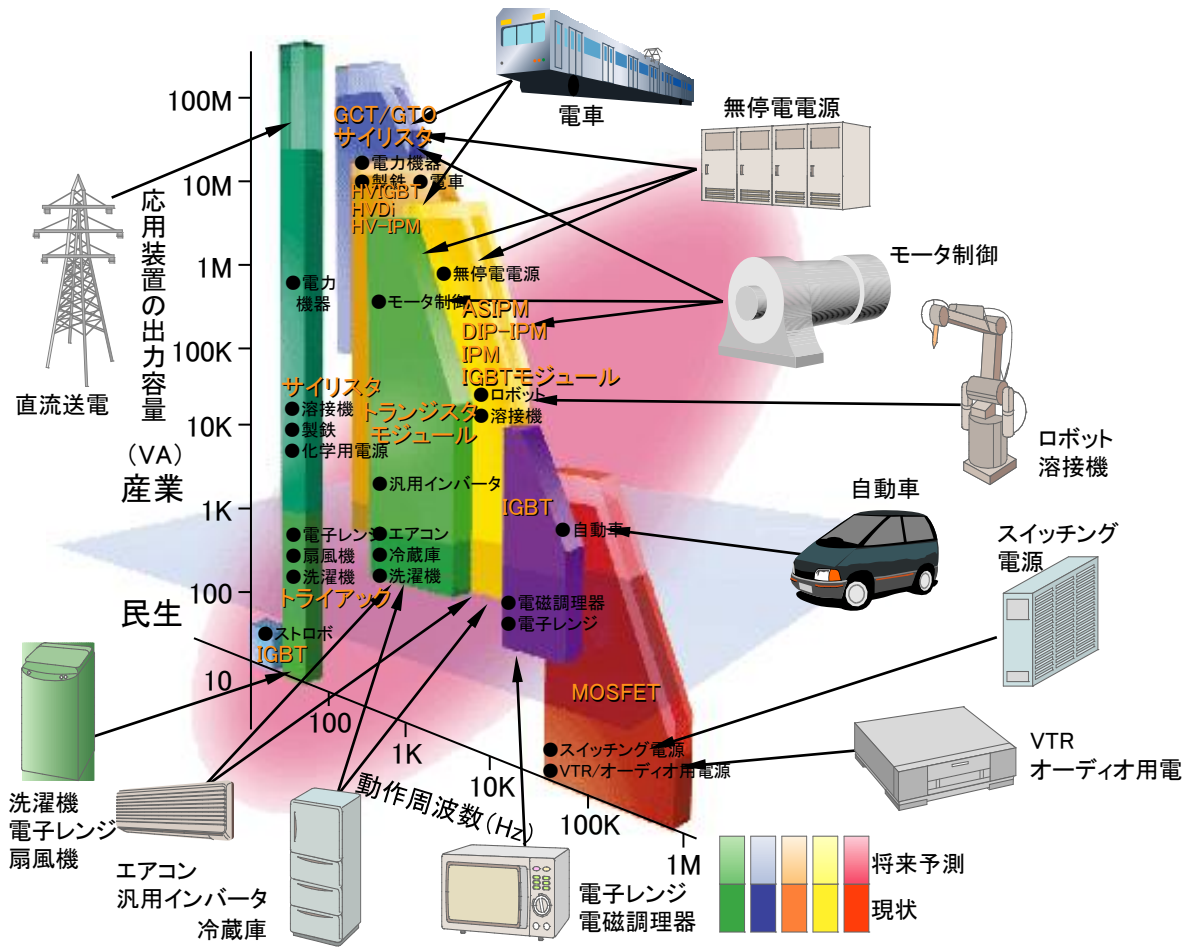 電車
無停電電源
100M
GCT/GTO
サイリスタ
電力機器
10M
製鉄
電車
HVIGBT
HVDi
HV-IPM
応用装置の出力容量
(VA)
モータ制御
1M
電力
機器
無停電電源
モータ制御
ASIPM
DIP-IPM
IPM
IGBTモジュール
100K
直流送電
サイリスタ
溶接機
製鉄
化学用電源
トランジスタ
モジュール
ロボット
溶接機
10K
ロボット
溶接機
産業
汎用インバータ
IGBT
自動車
自動車
1K
スイッチング
電源
電子レンジ
扇風機
洗濯機
エアコン
冷蔵庫
洗濯機
100
トライアック
電磁調理器
電子レンジ
民生
ストロボ
IGBT
10
MOSFET
100
1K
10K
100K
1M
動作周波数(Hz)
スイッチング電源
VTR/オーディオ用電源
VTR
オーディオ用電
洗濯機
電子レンジ
扇風機
エアコン
汎用インバータ
冷蔵庫
電子レンジ
電磁調理器
将来予測
現状